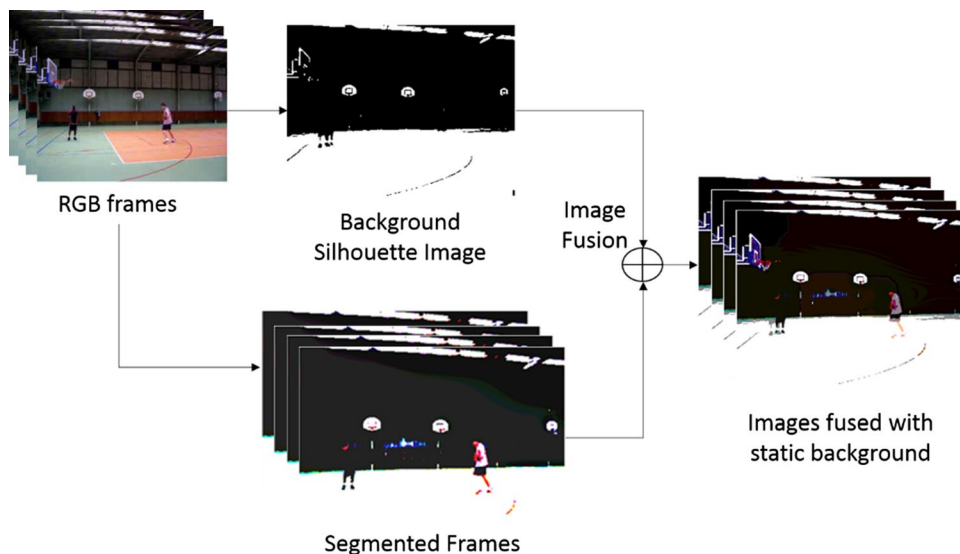 RGB frames
Background
Silhouette Image
Image
Fusion
Segmented Frames
Images fused with
static background